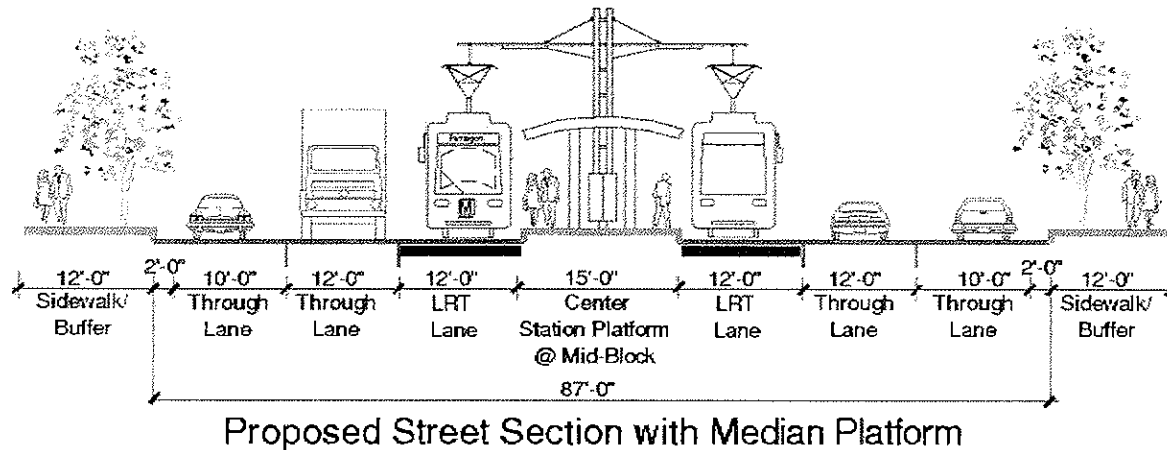 Farragon
M
2'-0" 2'-0"
12'-0" 10'-0" 12'-0" 12'-0" 15'-0" 12'-0" 12'-0" 10'-0" 12'-0"
Sidewalk/ Through Through LRT Center LRT Through Through Sidewalk/
Buffer Lane Lane Lane Station Platform Lane Lane Lane Buffer
@ Mid-Block
87'-0"
Proposed Street Section with Median Platform